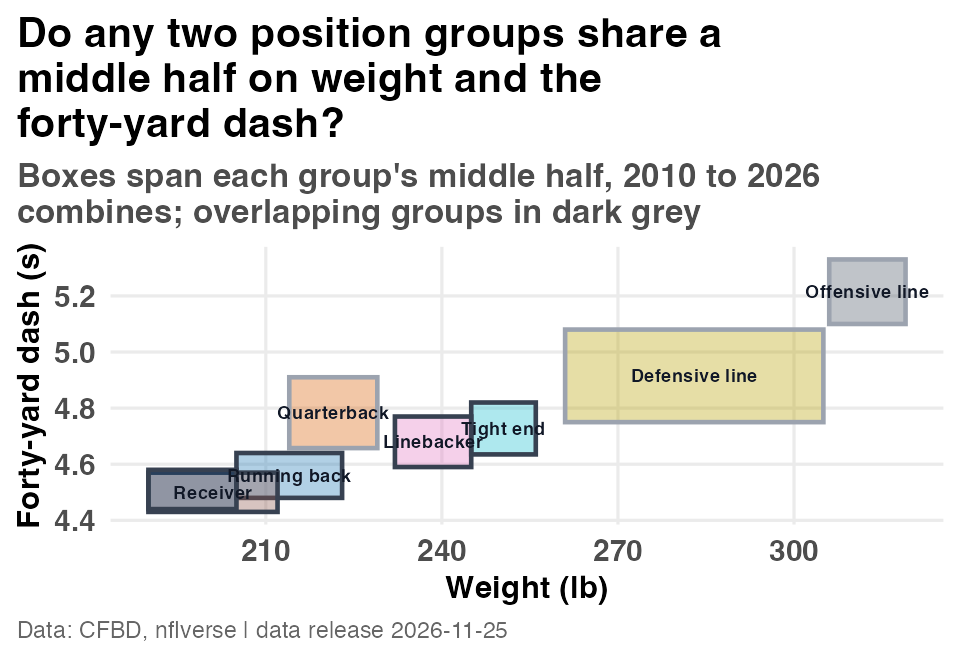 Do any two position groups share a
middle half on weight and the
forty-yard dash?
Boxes span each group's middle half, 2010 to 2026
combines; overlapping groups in dark grey
Forty-yard dash (s)
5.2
5.0
4.8
4.6
4.4
Offensive line
Defensive line
Quarterback
Tight end
Linebacker
Running back
Receiver
210
240
270
300
Weight (lb)
Data: CFBD, nflverse | data release 2026-11-25